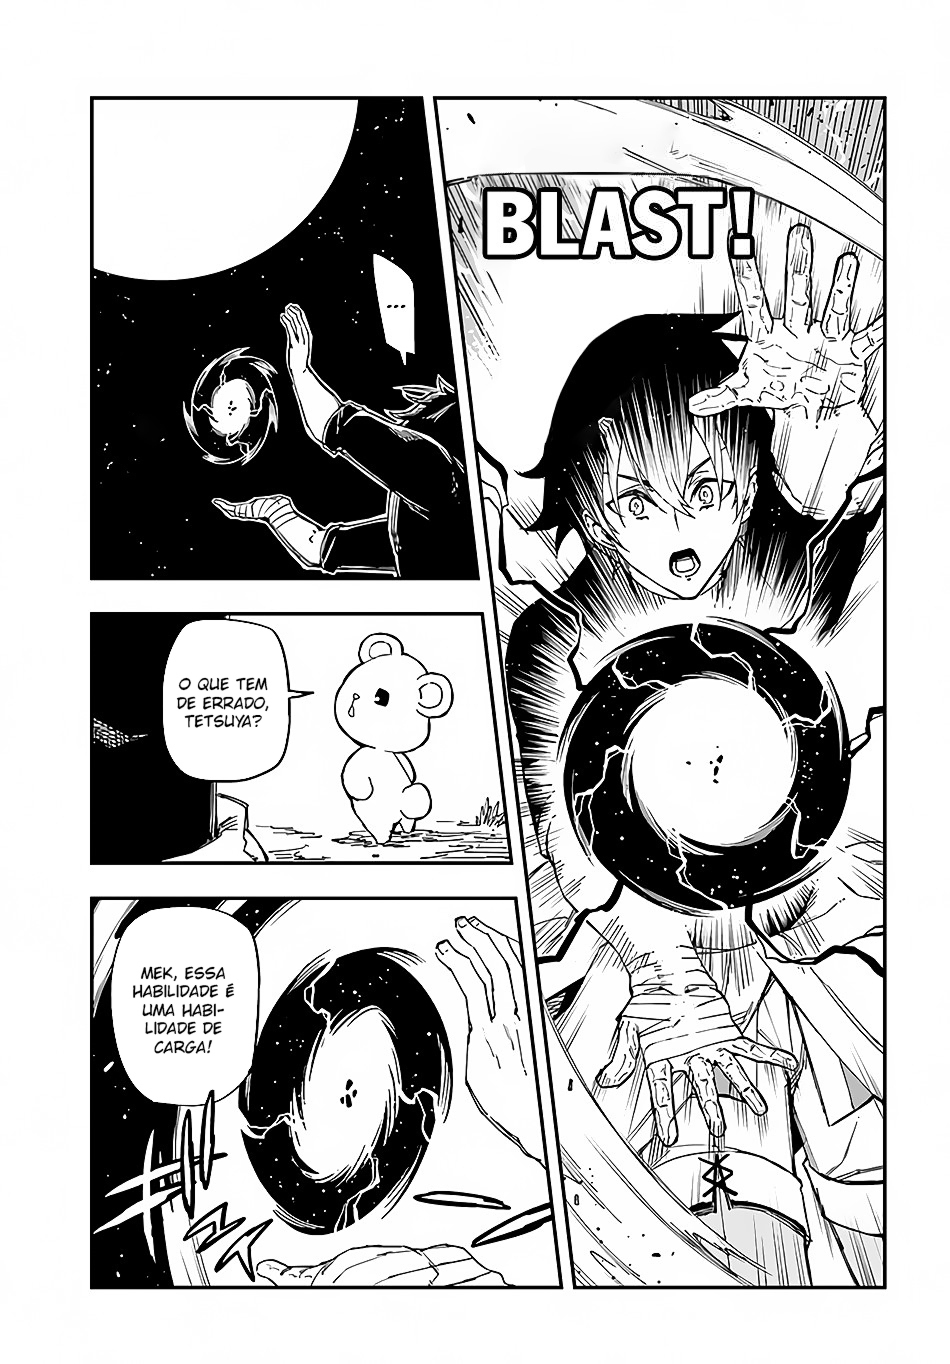 BLAST!
...
O QUE TEM
DE ERRADO,
TETSUYA?
MEK, ESSA
HABILIDADE É
UMA HABI-
LIDADE DE
CARGA!